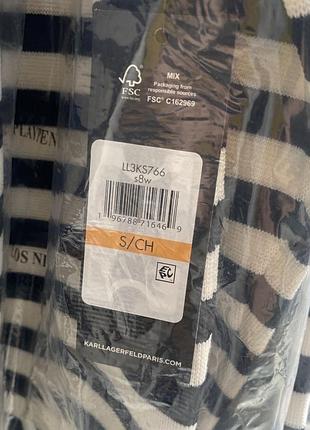 FSC
MIX
Packaging from
responsible sources
FSC® C162969
LL3KS766
s8w
1 96788 71646 9
S/CH
KARLLAGERFELDPARIS.COM